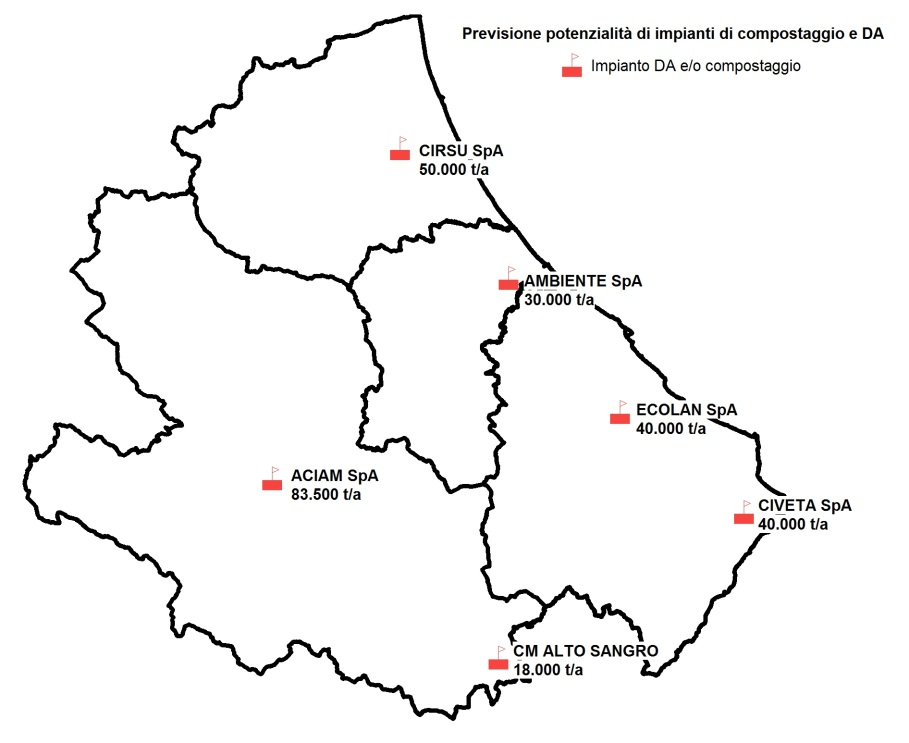 Previsione potenzialità di impianti di compostaggio e DA
Impianto DA e/o compostaggio
CIRSU SpA
50.000 t/a
AMBIENTE SpA
30.000 t/a
ECOLAN SpA
40.000 t/a
ACIAM SpA
83.500 t/a
CIVETA SpA
40.000 t/a
CM ALTO SANGRO
18.000 t/a